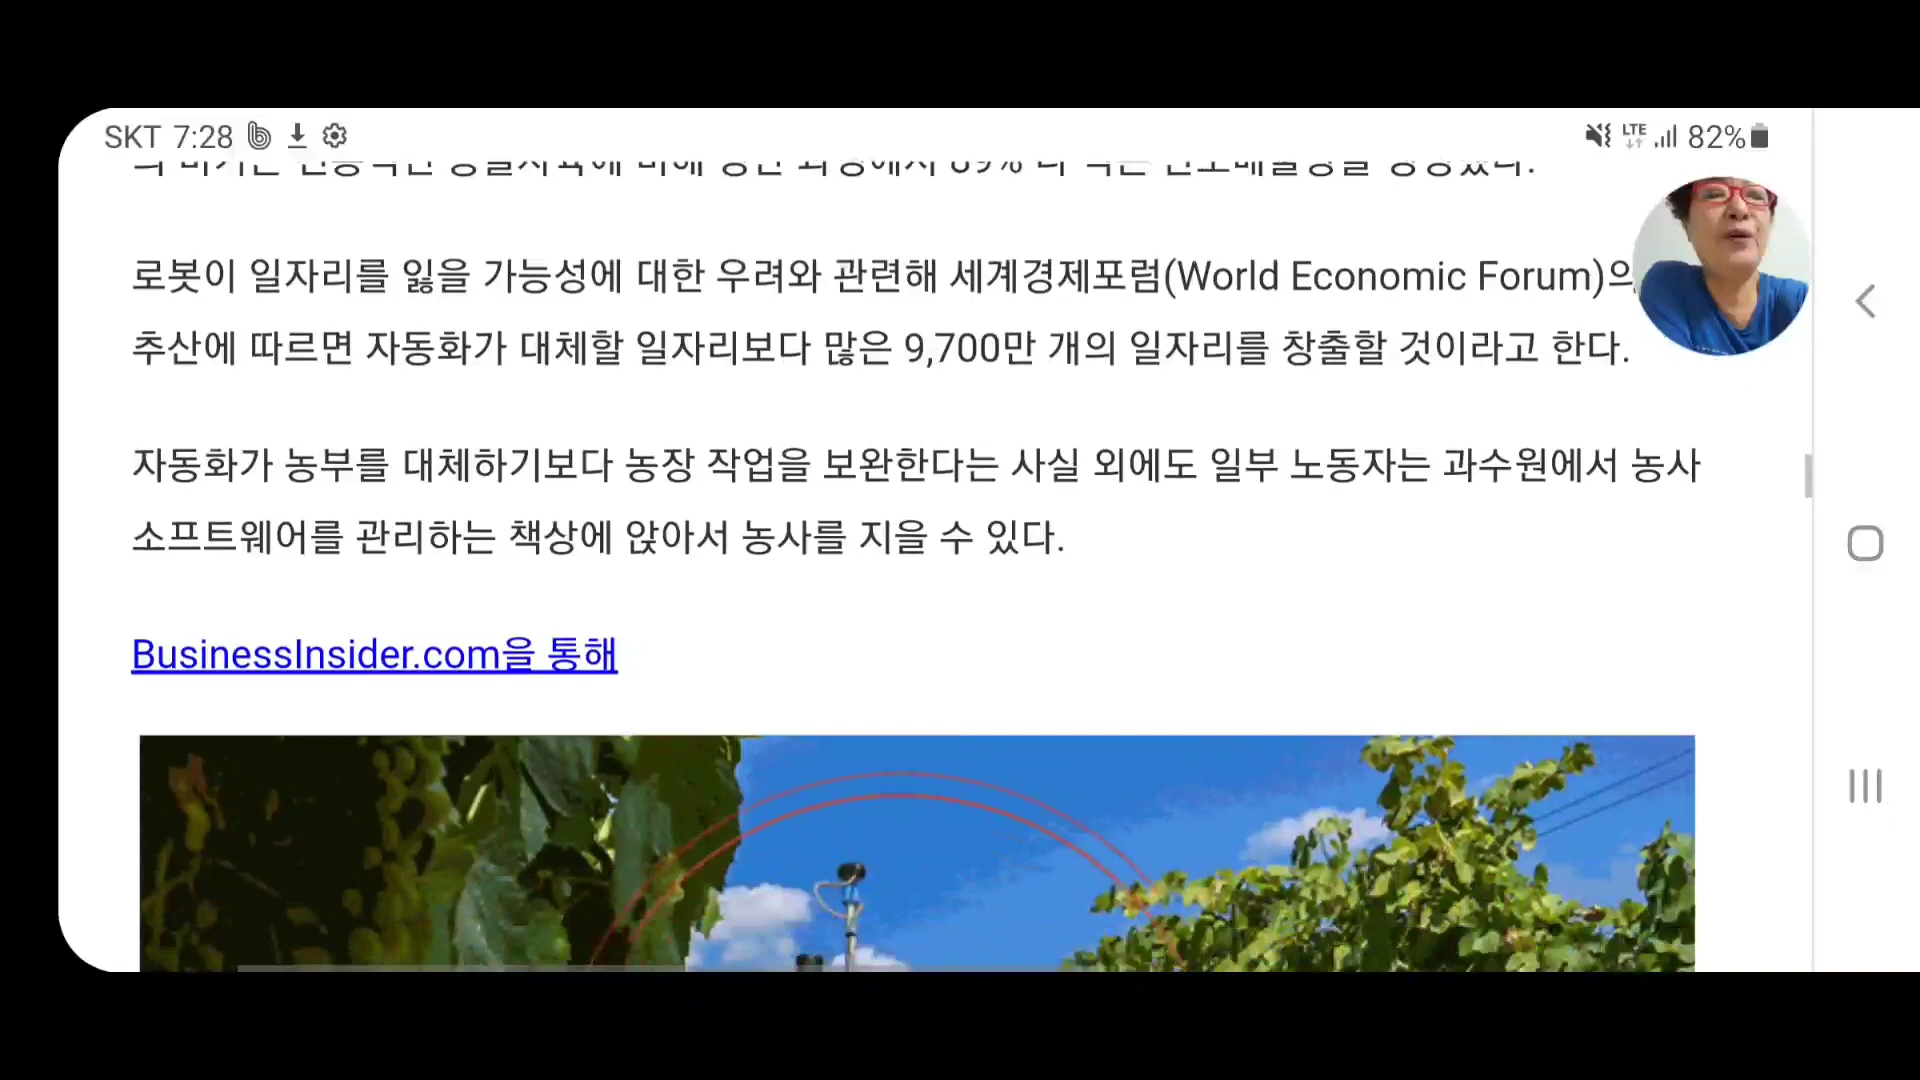 SKT 7:28
LTE 82%
로봇이 일자리를 잃을 가능성에 대한 우려와 관련해 세계경제포럼(World Economic Forum)의
추산에 따르면 자동화가 대체할 일자리보다 많은 9,700만 개의 일자리를 창출할 것이라고 한다.
자동화가 농부를 대체하기보다 농장 작업을 보완한다는 사실 외에도 일부 노동자는 과수원에서 농사
소프트웨어를 관리하는 책상에 앉아서 농사를 지을 수 있다.
BusinessInsider.com을 통해